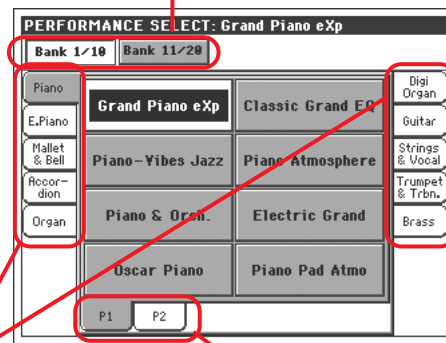 PERFORMANCE SELECT: Grand Piano eXp
Bank 1/10 Bank 11/20
Piano
E.Piano
Mallet
& Bell
Accor-
dion
Organ
Grand Piano eXp Classic Grand EQ
Piano-Vibes Jazz Piano Atmosphere
Piano & Orch. Electric Grand
Oscar Piano Piano Pad Atmo
Digi
Organ
Guitar
Strings
& Vocal
Trumpet
& Trbn.
Brass
P1 P2